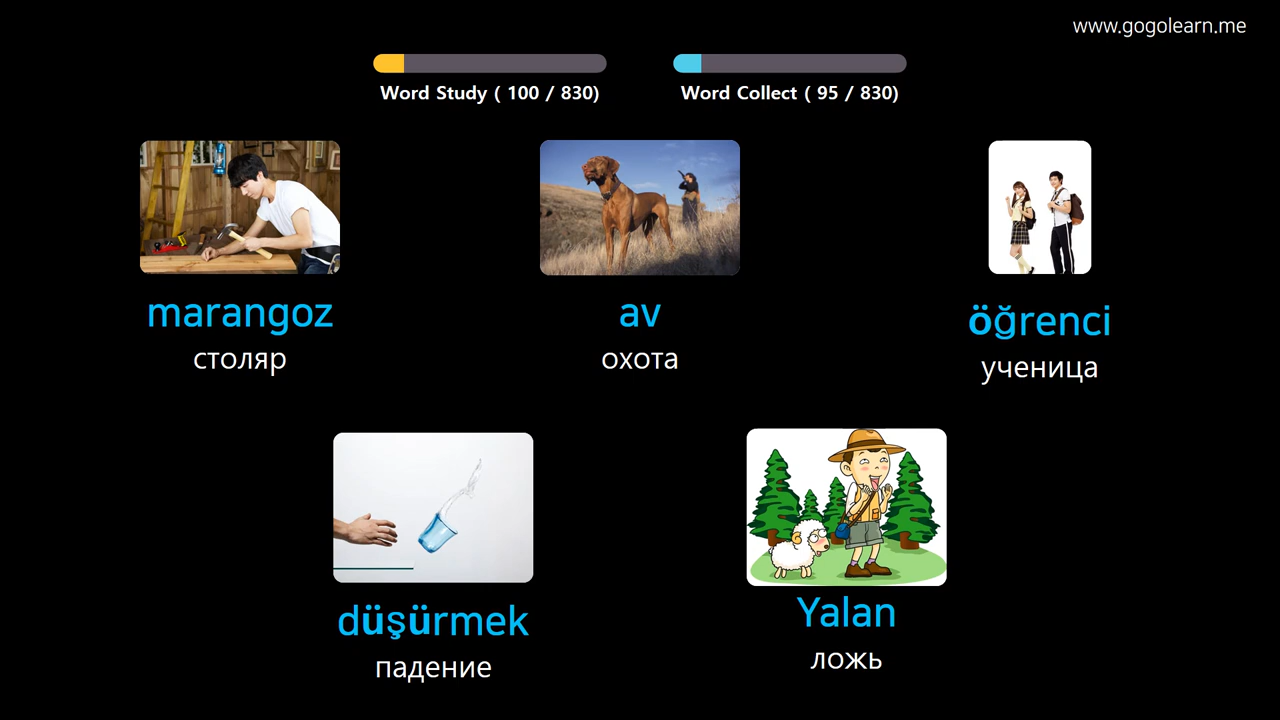 www.gogolearn.me
Word Study ( 100 / 830)
Word Collect ( 95 / 830)
marangoz
столяр
av
охота
öğrenci
ученица
düşürmek
падение
Yalan
ложь